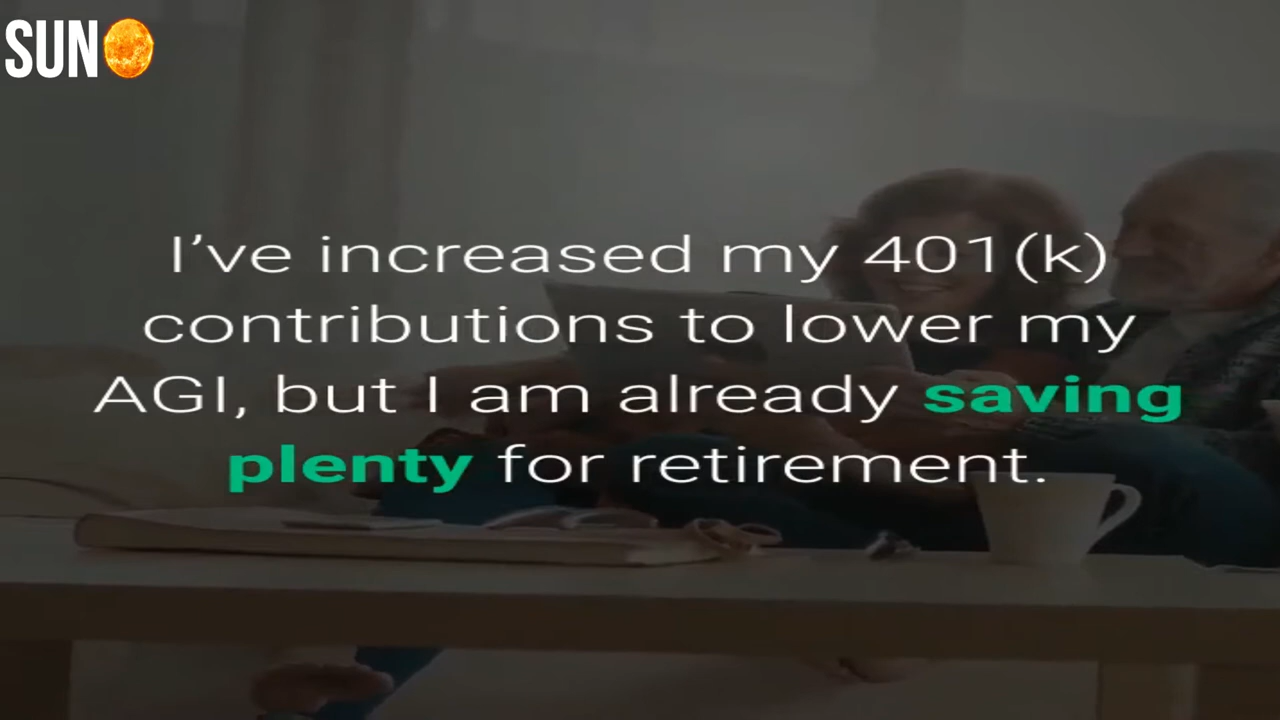 SUN
I’ve increased my 401(k)
contributions to lower my
AGI, but I am already saving
plenty for retirement.